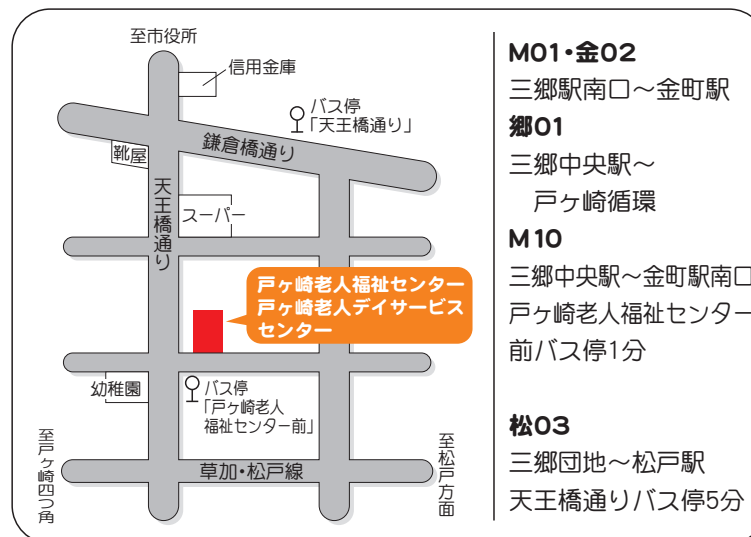 至市役所
信用金庫
バス停
「天王橋通り」
鎌倉橋通り
靴屋
天王橋通り
スーパー
戸ヶ崎老人福祉センター
戸ヶ崎老人デイサービス
センター
幼稚園
バス停
「戸ヶ崎老人
福祉センター前」
至戸ヶ崎四つ角
草加・松戸線
至松戸方面
M01・金02
三郷駅南口〜金町駅
郷01
三郷中央駅〜
戸ヶ崎循環
M10
三郷中央駅〜金町駅南口
戸ヶ崎老人福祉センター
前バス停1分
松03
三郷団地〜松戸駅
天王橋通りバス停5分